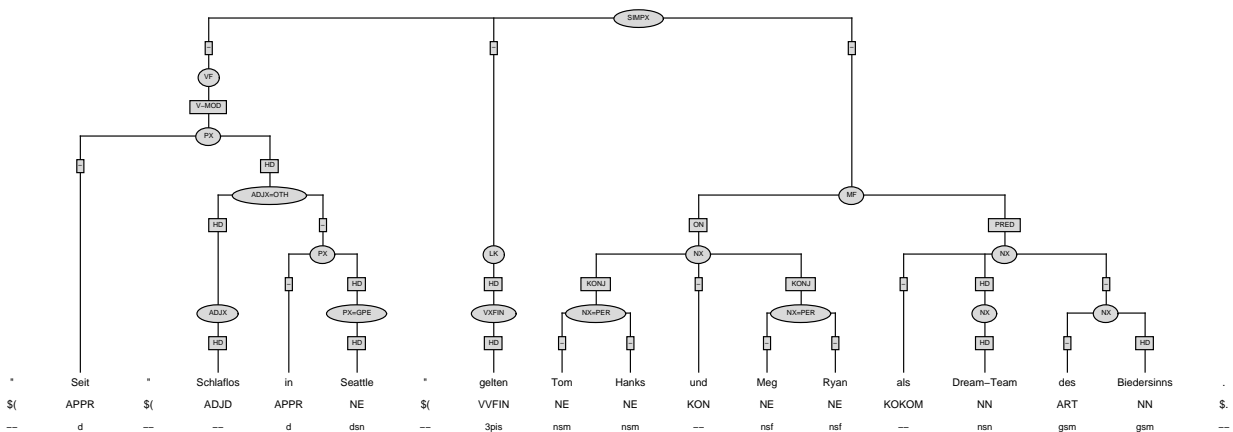 SIMPX
– – –
VF
V–MOD
PX
– HD
ADJX=OTH MF
HD – ON PRED
PX LK NX NX
– HD HD KONJ – KONJ – HD –
ADJX PX=GPE VXFIN NX=PER NX=PER NX NX
HD HD HD – – – – HD – HD
" Seit " Schlaflos in Seattle " gelten Tom Hanks und Meg Ryan als Dream–Team des Biedersinns .
$( APPR $( ADJD APPR NE $( VVFIN NE NE KON NE NE KOKOM NN ART NN $.
–– d –– –– d dsn –– 3pis nsm nsm –– nsf nsf –– nsn gsm gsm ––